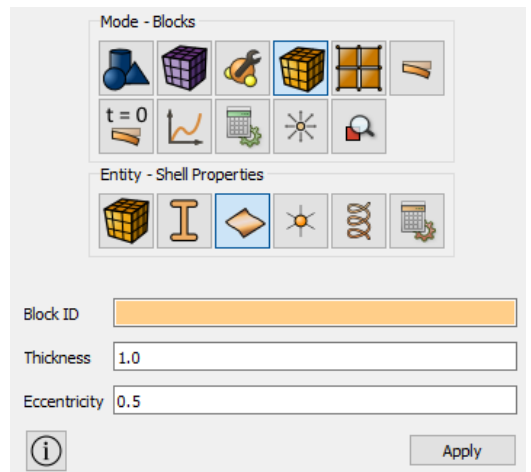 Mode - Blocks
t = 0
Entity - Shell Properties
Block ID
Thickness 1.0
Eccentricity 0.5
i Apply